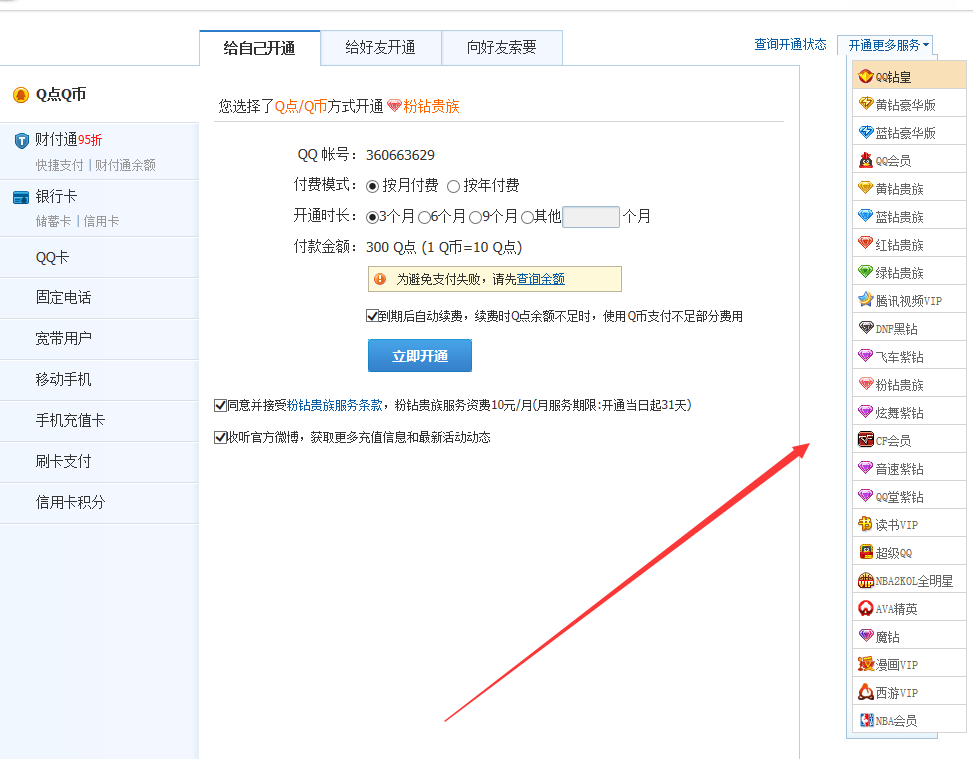 给自己开通
给好友开通
向好友索要
查询开通状态
开通更多服务
Q点Q币
财付通95折
快捷支付 | 财付通余额
银行卡
储蓄卡 | 信用卡
QQ卡
固定电话
宽带用户
移动手机
手机充值卡
刷卡支付
信用卡积分
您选择了Q点/Q币方式开通 粉钻贵族
QQ 帐号： 360663629
付费模式： 按月付费 按年付费
开通时长： 3个月 6个月 9个月 其他 个月
付款金额： 300 Q点 (1 Q币=10 Q点)
为避免支付失败，请先查询余额
到期后自动续费，续费时Q点余额不足时，使用Q币支付不足部分费用
立即开通
同意并接受粉钻贵族服务条款，粉钻贵族服务资费10元/月(月服务期限:开通当日起31天)
收听官方微博，获取更多充值信息和最新活动动态
QQ钻皇
黄钻豪华版
蓝钻豪华版
QQ会员
黄钻贵族
蓝钻贵族
红钻贵族
绿钻贵族
腾讯视频VIP
DNF黑钻
飞车紫钻
粉钻贵族
炫舞紫钻
CF会员
音速紫钻
QQ堂紫钻
读书VIP
超级QQ
NBA2KOL全明星
AVA精英
魔钻
漫画VIP
西游VIP
NBA会员